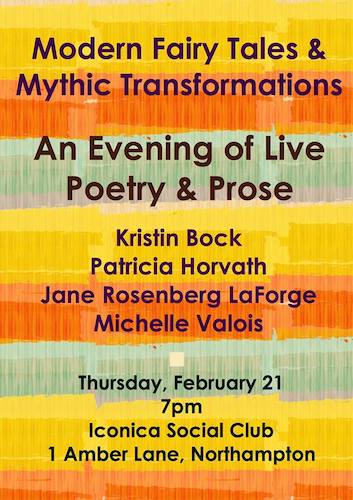 Modern Fairy Tales &
Mythic Transformations
An Evening of Live
Poetry & Prose
Kristin Bock
Patricia Horvath
Jane Rosenberg LaForge
Michelle Valois
Thursday, February 21
7pm
Iconica Social Club
1 Amber Lane, Northampton